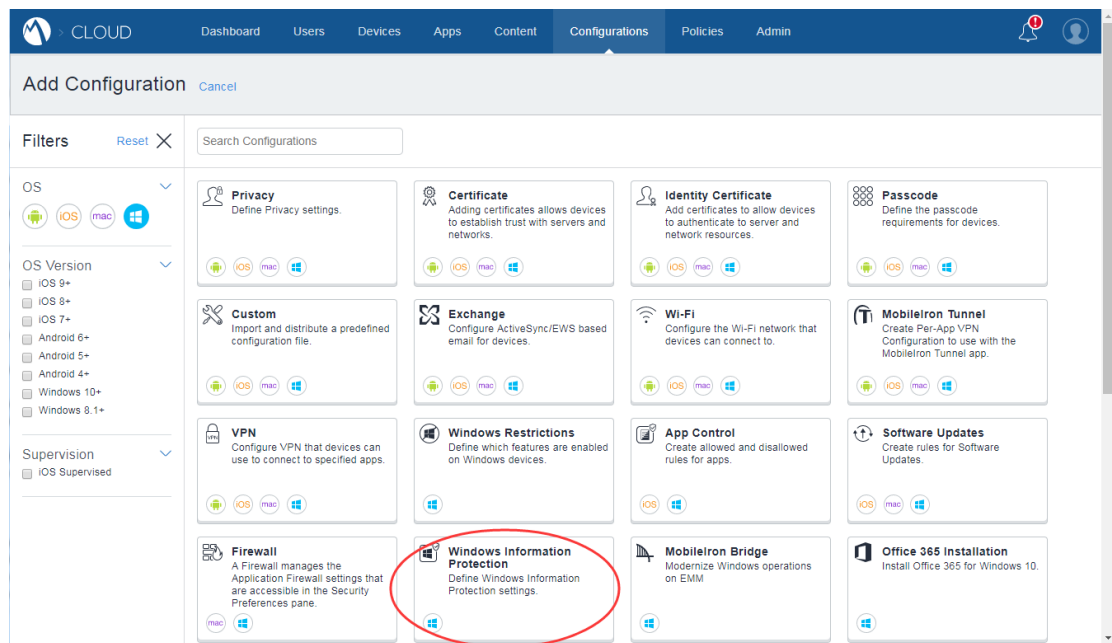 > CLOUD
Dashboard
Users
Devices
Apps
Content
Configurations
Policies
Admin
!
Add Configuration
Cancel
Filters
Reset
Search Configurations
OS
iOS
mac
OS Version
iOS 9+
iOS 8+
iOS 7+
Android 6+
Android 5+
Android 4+
Windows 10+
Windows 8.1+
Supervision
iOS Supervised
Privacy
Define Privacy settings.
iOS
mac
Certificate
Adding certificates allows devices
to establish trust with servers and
networks.
iOS
mac
Identity Certificate
Add certificates to allow devices
to authenticate to server and
network resources.
iOS
mac
Passcode
Define the passcode
requirements for devices.
iOS
mac
Custom
Import and distribute a predefined
configuration file.
iOS
mac
Exchange
Configure ActiveSync/EWS based
email for devices.
iOS
mac
Wi-Fi
Configure the Wi-Fi network that
devices can connect to.
iOS
mac
MobileIron Tunnel
Create Per-App VPN
Configuration to use with the
MobileIron Tunnel app.
iOS
mac
VPN
VPN
Configure VPN that devices can
use to connect to specified apps.
iOS
mac
Windows Restrictions
Define which features are enabled
on Windows devices.
App Control
Create allowed and disallowed
rules for apps.
iOS
Software Updates
Create rules for Software
Updates.
iOS
mac
Firewall
A Firewall manages the
Application Firewall settings that
are accessible in the Security
Preferences pane.
mac
Windows Information
Protection
Define Windows Information
Protection settings.
MobileIron Bridge
Modernize Windows operations
on EMM
Office 365 Installation
Install Office 365 for Windows 10.